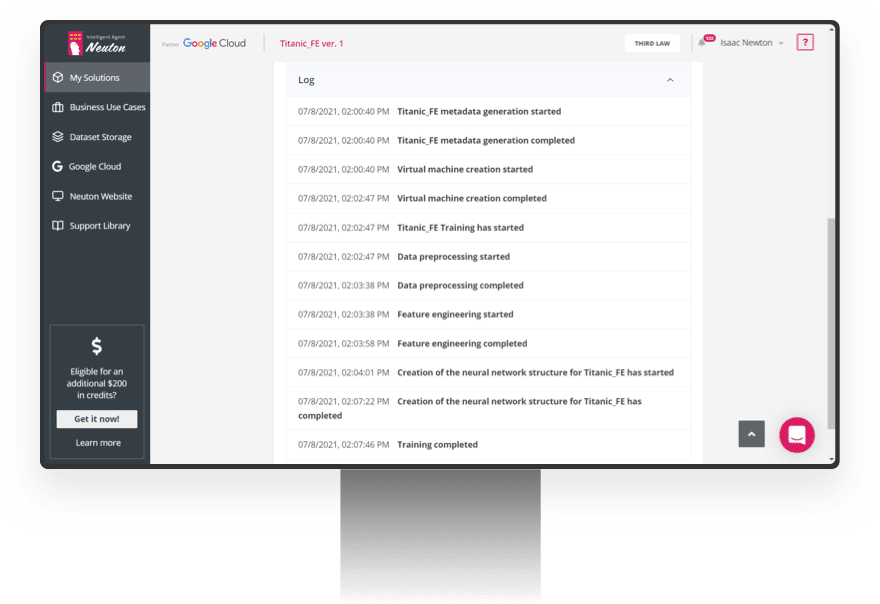 Intelligent Agent
Neuton
Partner Google Cloud
Titanic_FE ver. 1
THIRD LAW
Isaac Newton
?
My Solutions
Business Use Cases
Dataset Storage
Google Cloud
Neuton Website
Support Library
$
Eligible for an
additional $200
in credits?
Get it now!
Learn more
Log
07/8/2021, 02:00:40 PM Titanic_FE metadata generation started
07/8/2021, 02:00:40 PM Titanic_FE metadata generation completed
07/8/2021, 02:00:40 PM Virtual machine creation started
07/8/2021, 02:02:47 PM Virtual machine creation completed
07/8/2021, 02:02:47 PM Titanic_FE Training has started
07/8/2021, 02:02:47 PM Data preprocessing started
07/8/2021, 02:03:38 PM Data preprocessing completed
07/8/2021, 02:03:38 PM Feature engineering started
07/8/2021, 02:03:58 PM Feature engineering completed
07/8/2021, 02:04:01 PM Creation of the neural network structure for Titanic_FE has started
07/8/2021, 02:07:22 PM Creation of the neural network structure for Titanic_FE has
completed
07/8/2021, 02:07:46 PM Training completed